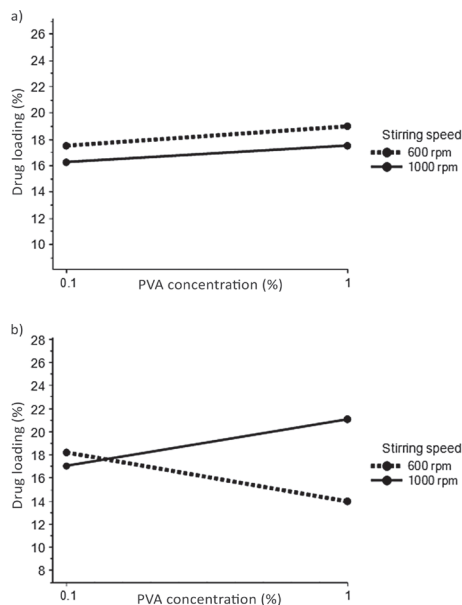 a)
Drug loading (%)
26
24
22
20
18
16
14
12
10
0.1
PVA concentration (%)
1
Stirring speed
600 rpm
1000 rpm
b)
Drug loading (%)
28
26
24
22
20
18
16
14
12
10
8
0.1
PVA concentration (%)
1
Stirring speed
600 rpm
1000 rpm